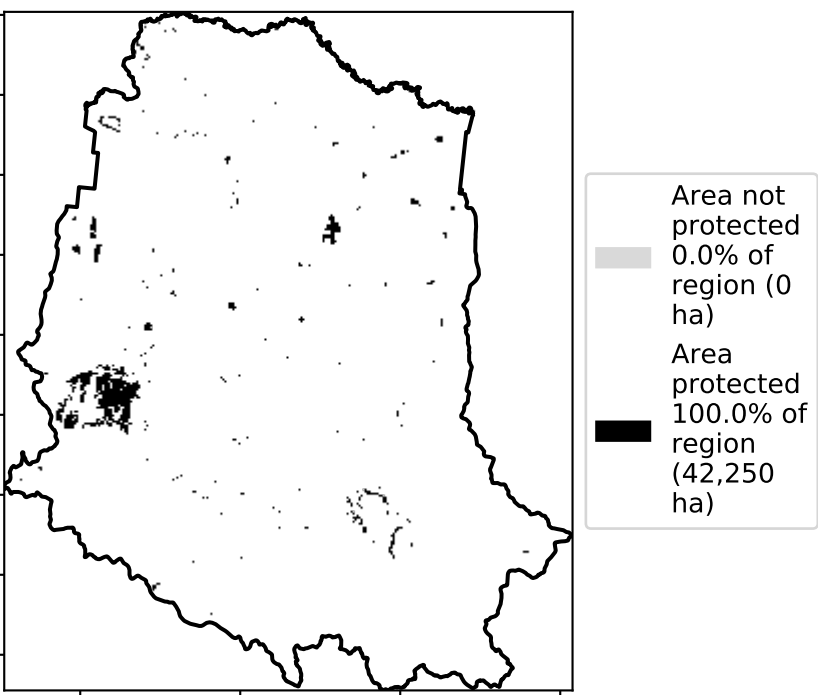 Area not
protected
0.0% of
region (0
ha)
Area
protected
100.0% of
region
(42,250
ha)